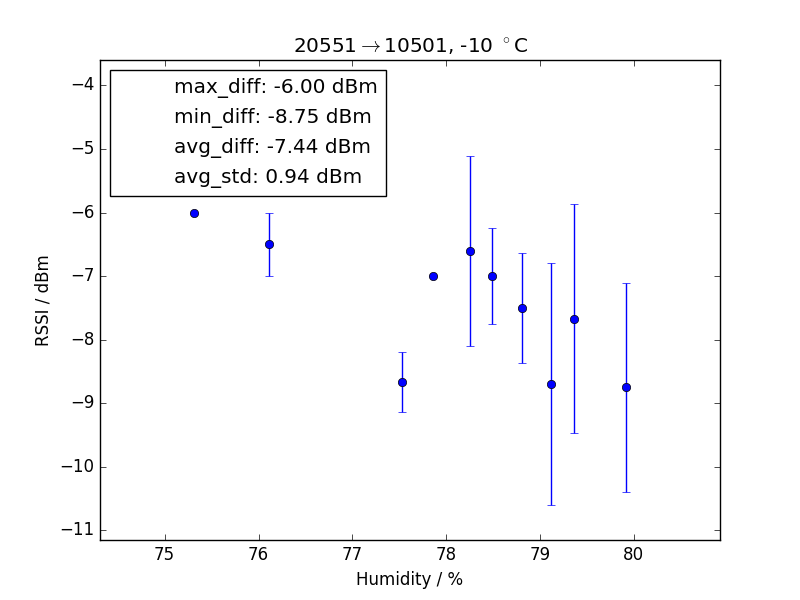 20551→10501, -10 °C
max_diff: -6.00 dBm
min_diff: -8.75 dBm
avg_diff: -7.44 dBm
avg_std: 0.94 dBm
RSSI / dBm
−4
−5
−6
−7
−8
−9
−10
−11
75 76 77 78 79 80
Humidity / %